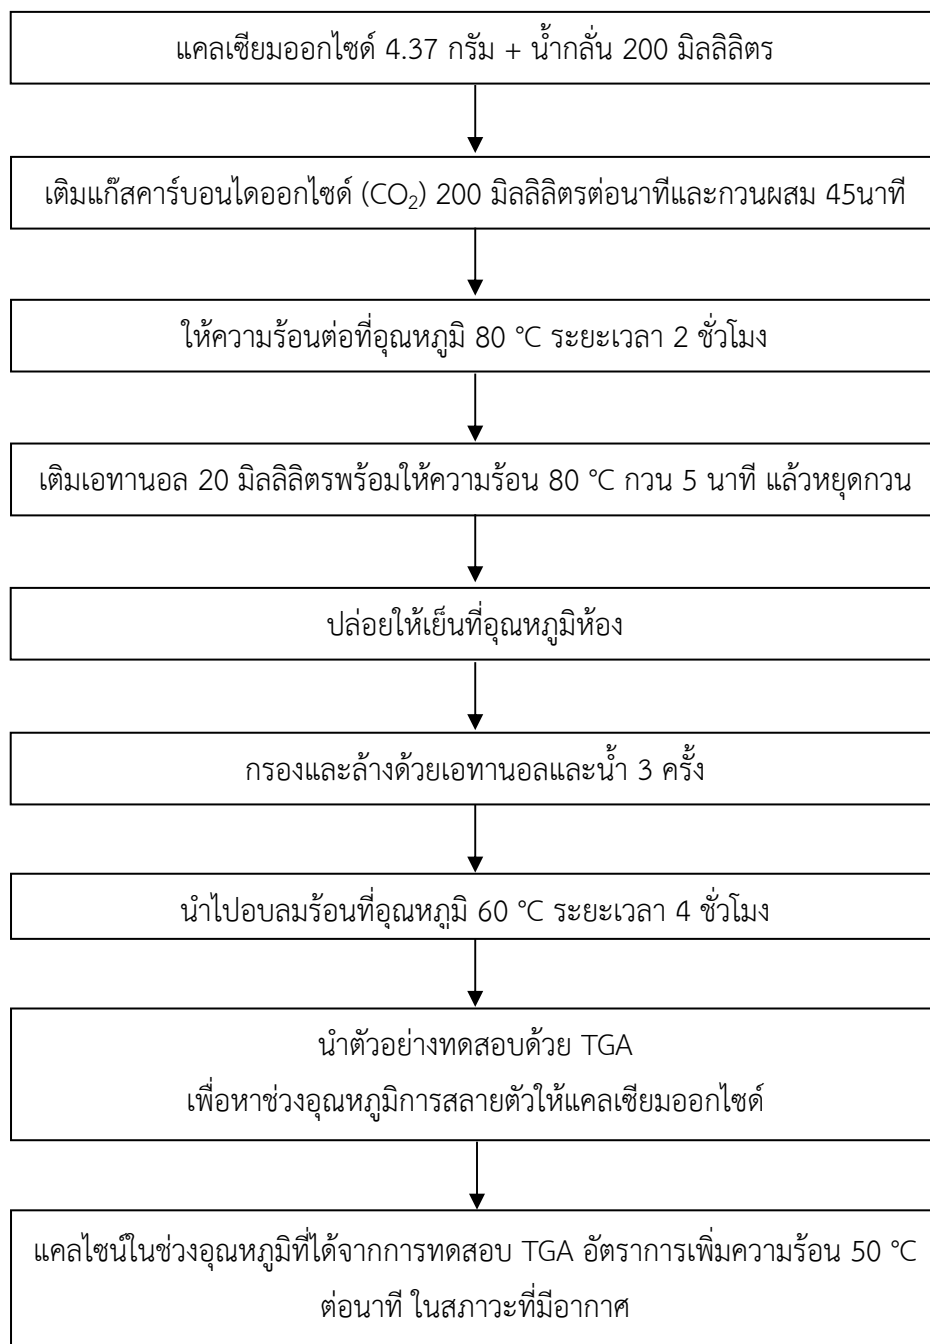 แคลเซียมออกไซด์ 4.37 กรัม + น้ำกลั่น 200 มิลลิลิตร
เติมแก๊สคาร์บอนไดออกไซด์ (CO₂) 200 มิลลิลิตรต่อนาทีและกวนผสม 45นาที
ให้ความร้อนต่อที่อุณหภูมิ 80 °C ระยะเวลา 2 ชั่วโมง
เติมเอทานอล 20 มิลลิลิตรพร้อมให้ความร้อน 80 °C กวน 5 นาที แล้วหยุดกวน
ปล่อยให้เย็นที่อุณหภูมิห้อง
กรองและล้างด้วยเอทานอลและน้ำ 3 ครั้ง
นำไปอบลมร้อนที่อุณหภูมิ 60 °C ระยะเวลา 4 ชั่วโมง
นำตัวอย่างทดสอบด้วย TGA
เพื่อหาช่วงอุณหภูมิการสลายตัวให้แคลเซียมออกไซด์
แคลไซน์ในช่วงอุณหภูมิที่ได้จากการทดสอบ TGA อัตราการเพิ่มความร้อน 50 °C
ต่อนาที ในสภาวะที่มีอากาศ